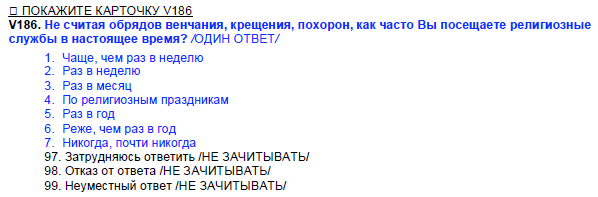 □ ПОКАЖИТЕ КАРТОЧКУ V186
V186. Не считая обрядов венчания, крещения, похорон, как часто Вы посещаете религиозные
службы в настоящее время? /ОДИН ОТВЕТ/
1. Чаще, чем раз в неделю
2. Раз в неделю
3. Раз в месяц
4. По религиозным праздникам
5. Раз в год
6. Реже, чем раз в год
7. Никогда, почти никогда
97. Затрудняюсь ответить /НЕ ЗАЧИТЫВАТЬ/
98. Отказ от ответа /НЕ ЗАЧИТЫВАТЬ/
99. Неуместный ответ /НЕ ЗАЧИТЫВАТЬ/